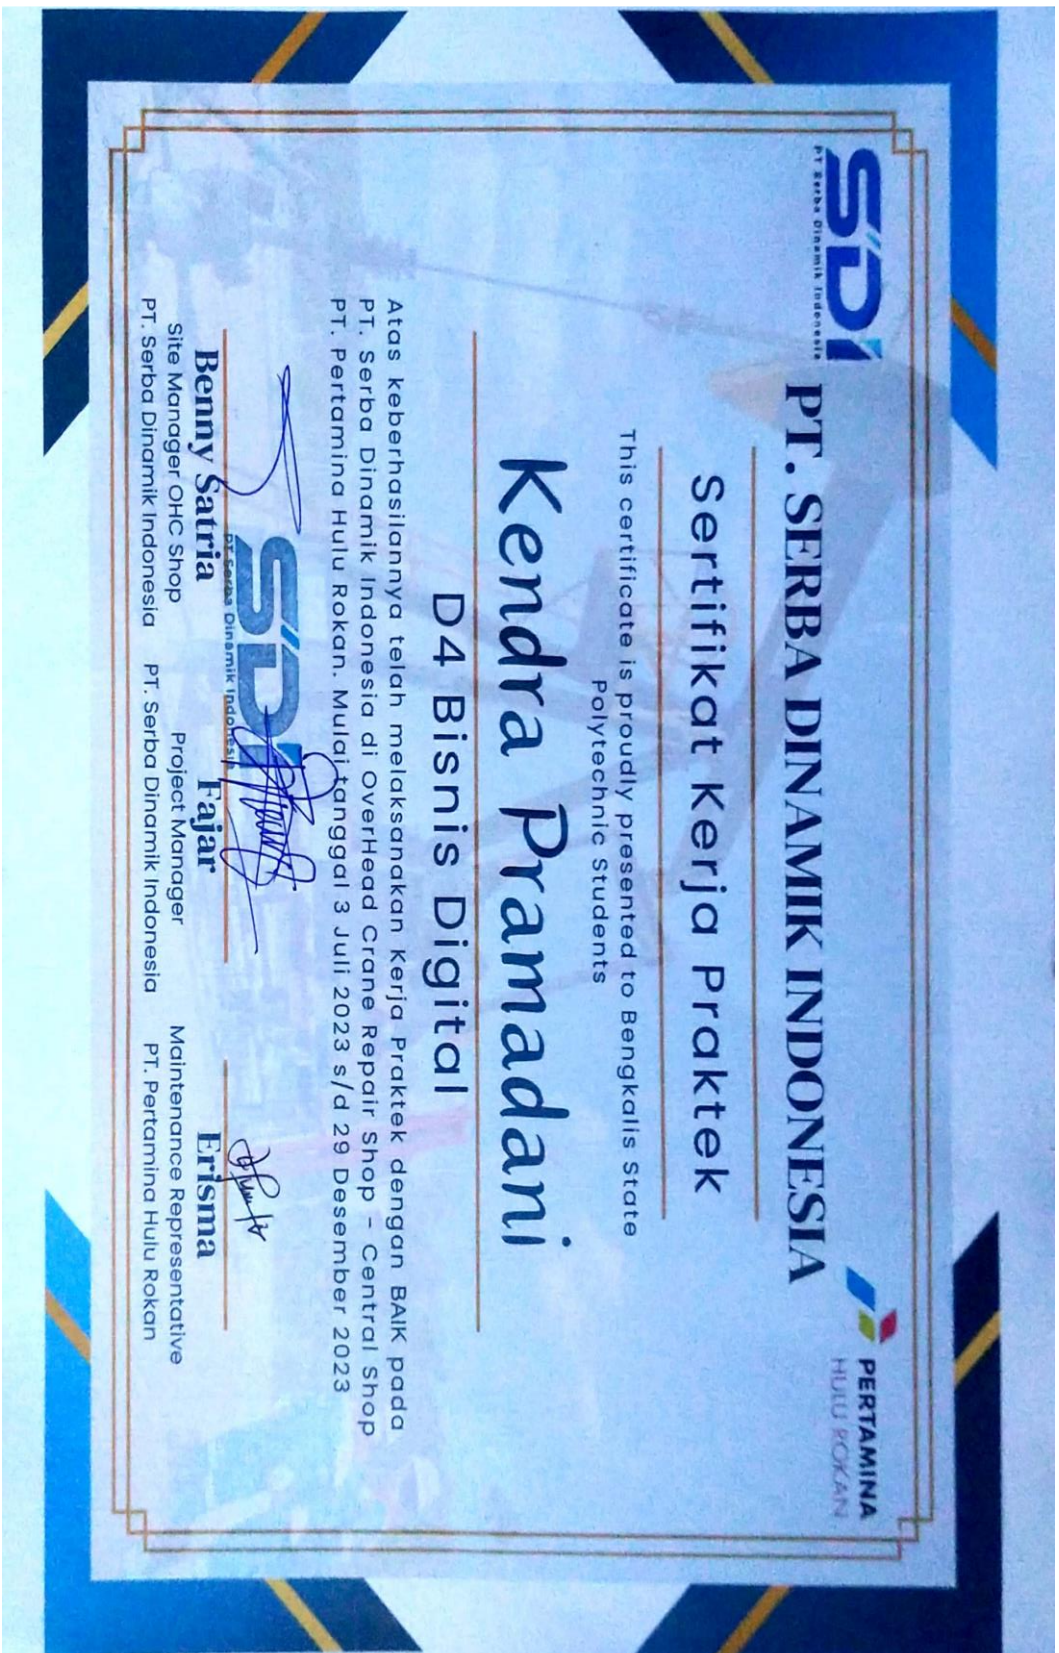 SDI
PT Serba Dinamik Indonesia
PERTAMINA
HULU ROKAN
PT. SERBA DINAMIK INDONESIA
Sertifikat Kerja Praktek
This certificate is proudly presented to Bengkalis State
Polytechnic Students
Kendra Pramadani
D4 Bisnis Digital
Atas keberhasilannya telah melaksanakan Kerja Praktek dengan BAIK pada
PT. Serba Dinamik Indonesia di OverHead Crane Repair Shop - Central Shop
PT. Pertamina Hulu Rokan. Mulai tanggal 3 Juli 2023 s/d 29 Desember 2023
SDI
PT Serba Dinamik Indonesia
Benny Satria
Site Manager OHC Shop
PT. Serba Dinamik Indonesia
Fajar
Project Manager
PT. Serba Dinamik Indonesia
Erisma
Maintenance Representative
PT. Pertamina Hulu Rokan